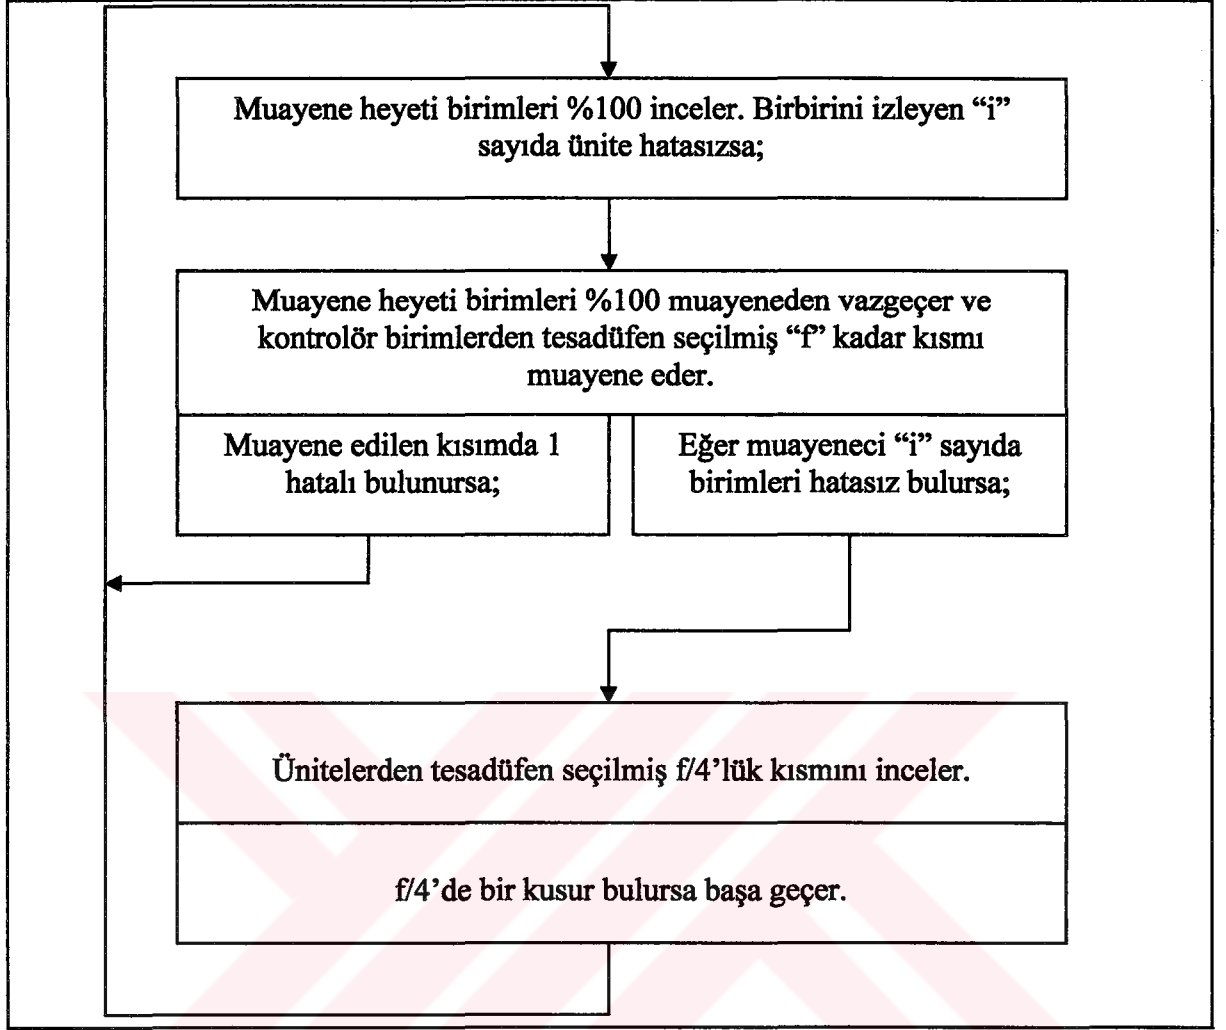 Muayene heyeti birimleri %100 inceler. Birbirini izleyen “i”
sayıda ünite hatasızsa;
Muayene heyeti birimleri %100 muayeneden vazgeçer ve
kontrolör birimlerden tesadüfen seçilmiş “f” kadar kısmı
muayene eder.
Muayene edilen kısımda 1
hatalı bulunursa;
Eğer muayeneci “i” sayıda
birimleri hatasız bulursa;
Ünitelerden tesadüfen seçilmiş f/4’lük kısmını inceler.
f/4’de bir kusur bulursa başa geçer.